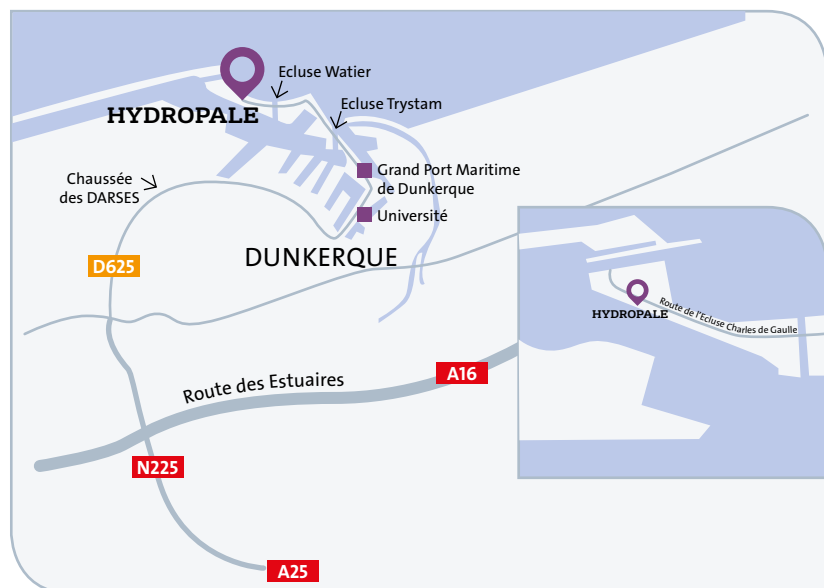 Ecluse Watier
Ecluse Trystam
HYDROPALE
Grand Port Maritime
de Dunkerque
Chaussée
des DARSES
Université
DUNKERQUE
D625
Route de l'Ecluse Charles de Gaulle
HYDROPALE
Route des Estuaires
A16
N225
A25